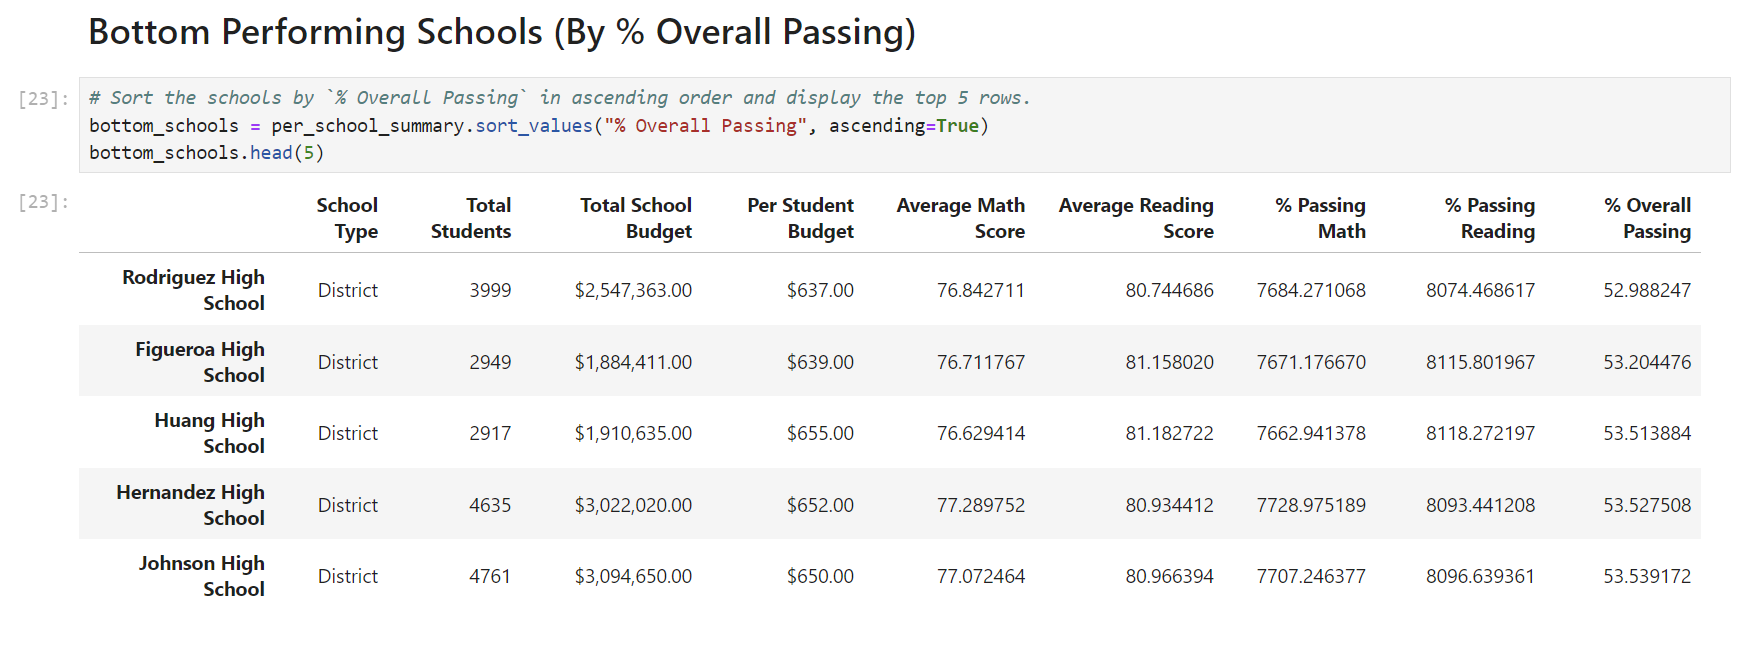 Bottom Performing Schools (By % Overall Passing)
[23]: # Sort the schools by `% Overall Passing` in ascending order and display the top 5 rows.
bottom_schools = per_school_summary.sort_values("% Overall Passing", ascending=True)
bottom_schools.head(5)
[23]:
School Total Total School Per Student Average Math Average Reading % Passing % Passing % Overall
Type Students Budget Budget Score Score Math Reading Passing
Rodriguez High
School District 3999 $2,547,363.00 $637.00 76.842711 80.744686 7684.271068 8074.468617 52.988247
Figueroa High
School District 2949 $1,884,411.00 $639.00 76.711767 81.158020 7671.176670 8115.801967 53.204476
Huang High
School District 2917 $1,910,635.00 $655.00 76.629414 81.182722 7662.941378 8118.272197 53.513884
Hernandez High
School District 4635 $3,022,020.00 $652.00 77.289752 80.934412 7728.975189 8093.441208 53.527508
Johnson High
School District 4761 $3,094,650.00 $650.00 77.072464 80.966394 7707.246377 8096.639361 53.539172